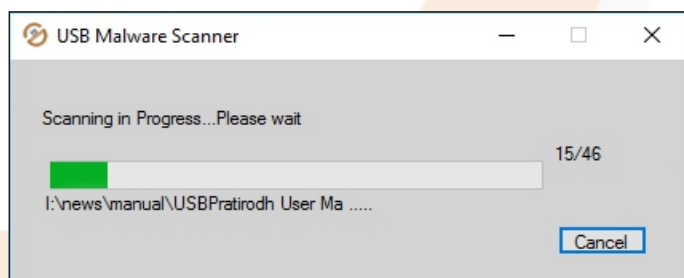 USB Malware Scanner
Scanning in Progress...Please wait
15/46
I:\news\manual\USBPratirodh User Ma .....
Cancel